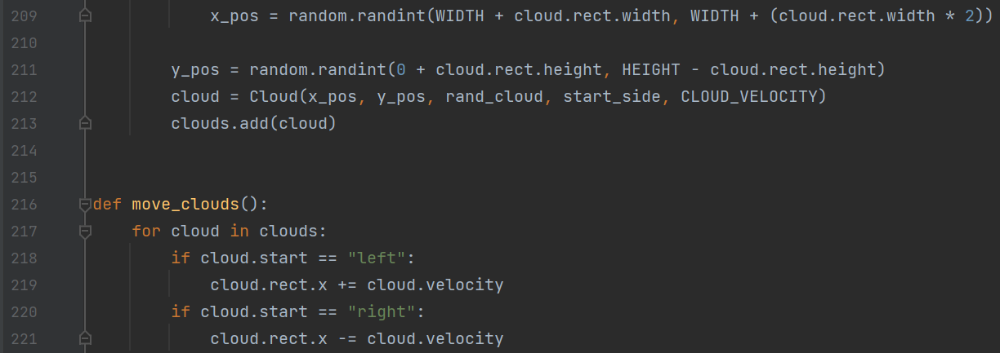 209 x_pos = random.randint(WIDTH + cloud.rect.width, WIDTH + (cloud.rect.width * 2))
210
211 y_pos = random.randint(0 + cloud.rect.height, HEIGHT - cloud.rect.height)
212 cloud = Cloud(x_pos, y_pos, rand_cloud, start_side, CLOUD_VELOCITY)
213 clouds.add(cloud)
214
215
216 def move_clouds():
217 for cloud in clouds:
218 if cloud.start == "left":
219 cloud.rect.x += cloud.velocity
220 if cloud.start == "right":
221 cloud.rect.x -= cloud.velocity